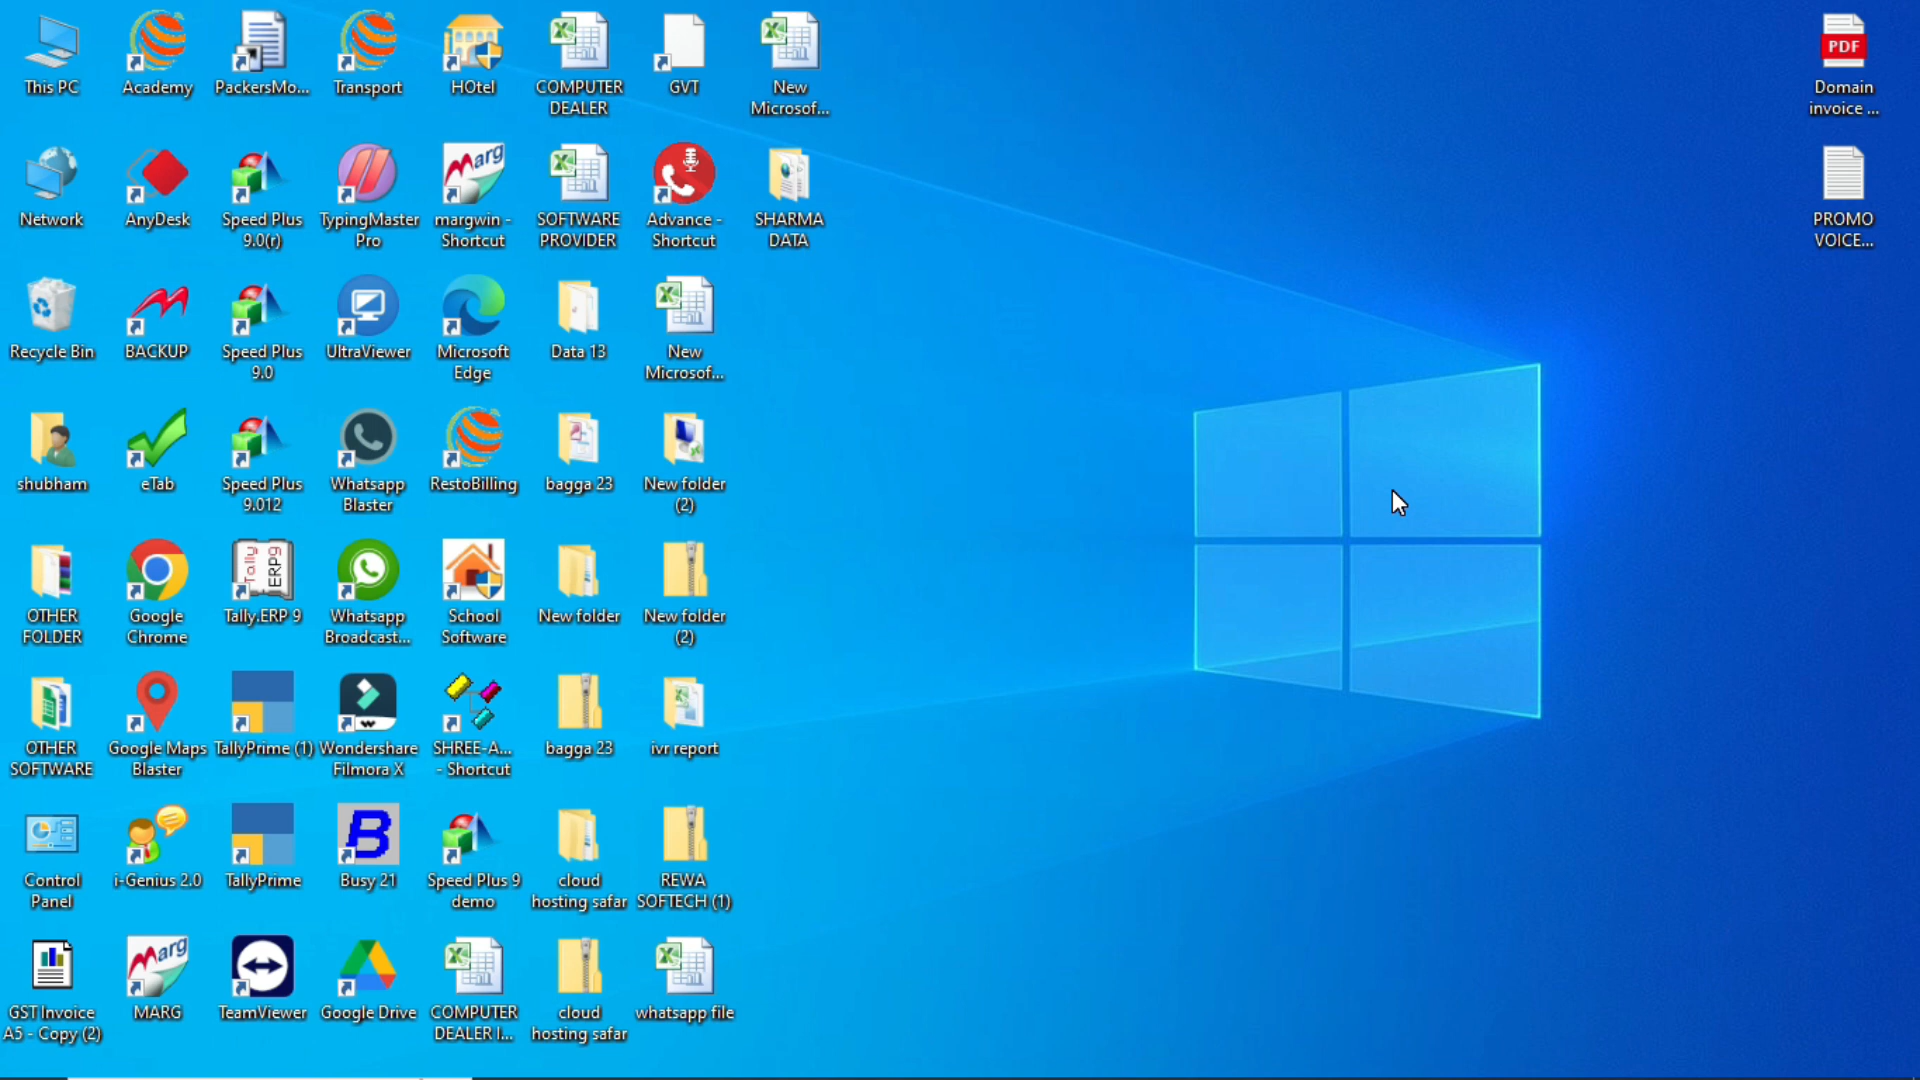 This PC
Academy
PackersMo...
Transport
HOtel
COMPUTER
DEALER
GVT
New
Microsof...
PDF
Domain
invoice ...
Network
AnyDesk
Speed Plus
9.0(r)
TypingMaster
Pro
marg
margwin -
Shortcut
SOFTWARE
PROVIDER
Advance -
Shortcut
SHARMA
DATA
PROMO
VOICE...
Recycle Bin
BACKUP
Speed Plus
9.0
UltraViewer
Microsoft
Edge
Data 13
New
Microsof...
shubham
eTab
Speed Plus
9.012
Whatsapp
Blaster
RestoBilling
bagga 23
New folder
(2)
OTHER
FOLDER
Google
Chrome
Tally
ERP9
Tally.ERP 9
Whatsapp
Broadcast...
School
Software
New folder
New folder
(2)
OTHER
SOFTWARE
Google Maps
Blaster
TallyPrime (1)
Wondershare
Filmora X
SHREE-A...
- Shortcut
bagga 23
ivr report
Control
Panel
i-Genius 2.0
TallyPrime
B
Busy 21
Speed Plus 9
demo
cloud
hosting safar
REWA
SOFTECH (1)
GST Invoice
A5 - Copy (2)
marg
MARG
TeamViewer
Google Drive
COMPUTER
DEALER I...
cloud
hosting safar
whatsapp file